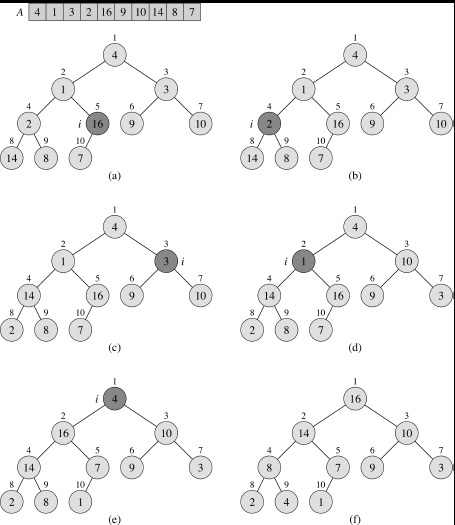 A 4 1 3 2 16 9 10 14 8 7
1 1
4 4
2 3 2 3
1 3 1 3
4 5 6 7 4 5 6 7
2 i 16 9 10 i 2 16 9 10
8 9 10 8 9 10
14 8 7 14 8 7
(a) (b)
1 1
4 4
2 3 2 3
1 3 i i 1 10
4 5 6 7 4 5 6 7
14 16 9 10 14 16 9 3
8 9 10 8 9 10
2 8 7 2 8 7
(c) (d)
1 1
i 4 16
2 3 2 3
16 10 14 10
4 5 6 7 4 5 6 7
14 7 9 3 8 7 9 3
8 9 10 8 9 10
2 8 1 2 4 1
(e) (f)